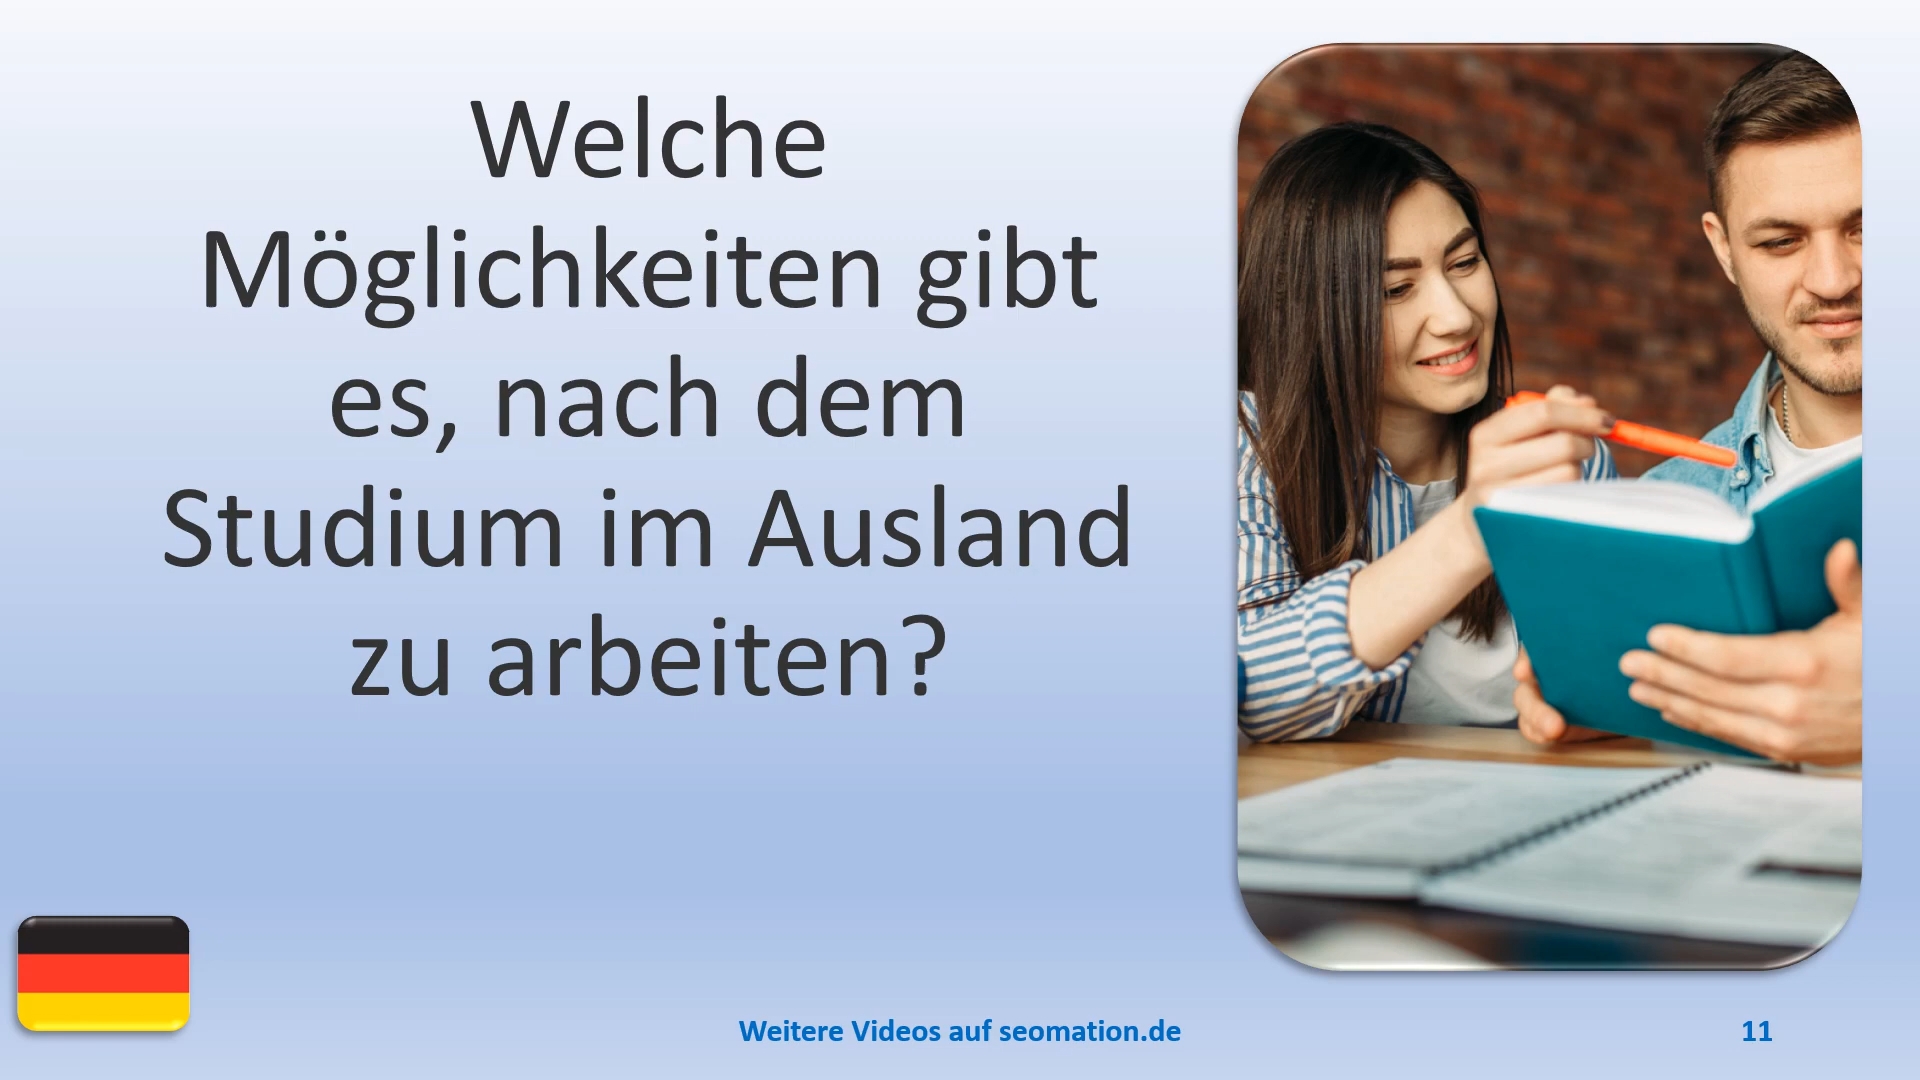 Welche
Möglichkeiten gibt
es, nach dem
Studium im Ausland
zu arbeiten?
Weitere Videos auf seomation.de
11